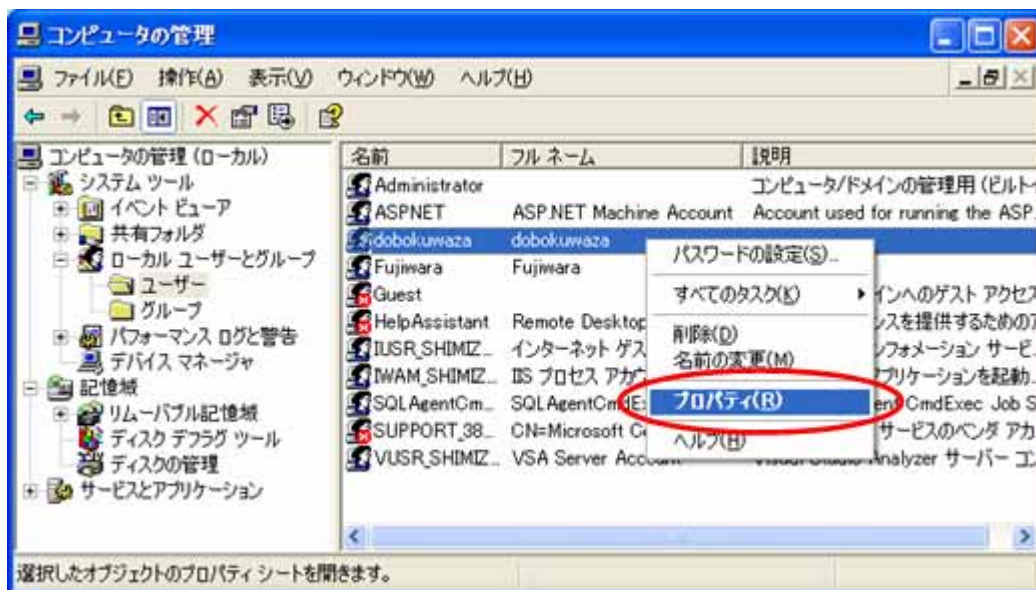 コンピュータの管理
ファイル(F) 操作(A) 表示(V) ウィンドウ(W) ヘルプ(H)
コンピュータの管理 (ローカル)
システム ツール
イベント ビューア
共有フォルダ
ローカル ユーザーとグループ
ユーザー
グループ
パフォーマンス ログと警告
デバイス マネージャ
記憶域
リムーバブル記憶域
ディスク デフラグ ツール
ディスクの管理
サービスとアプリケーション
名前 フル ネーム 説明
Administrator コンピュータ/ドメインの管理用 (ビルト
ASPNET ASP.NET Machine Account Account used for running the ASP.
dobokuwaza dobokuwaza
Fujiwara Fujiwara
Guest インへのゲスト アクセス
HelpAssistant Remote Desktop スを提供するための
IUSR_SHIMIZ... インターネット ゲス フォメーション サービ
IWAM_SHIMIZ... IIS プロセス アカウ プリケーションを起動...
SQLAgentCm... SQLAgentCmdE CmdExec Job S
SUPPORT_38... CN=Microsoft サービスのベンダ アカ
VUSR_SHIMIZ... VSA Server Account Visual Studio Analyzer サーバー コン
パスワードの設定(S)...
すべてのタスク(K)
削除(D)
名前の変更(M)
プロパティ(R)
ヘルプ(H)
選択したオブジェクトのプロパティ シートを開きます。